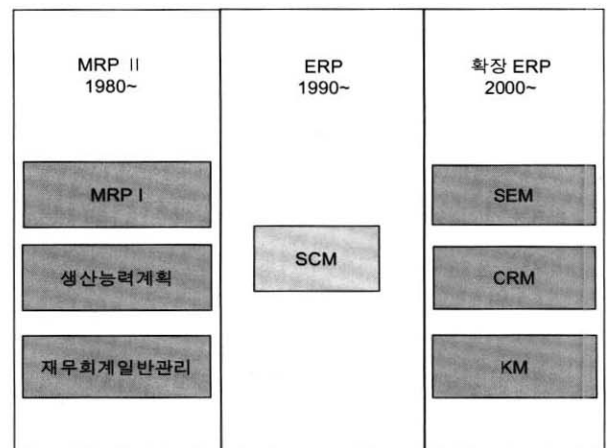 MRP II
1980~
MRP I
생산능력계획
재무회계일반관리
ERP
1990~
SCM
확장 ERP
2000~
SEM
CRM
KM